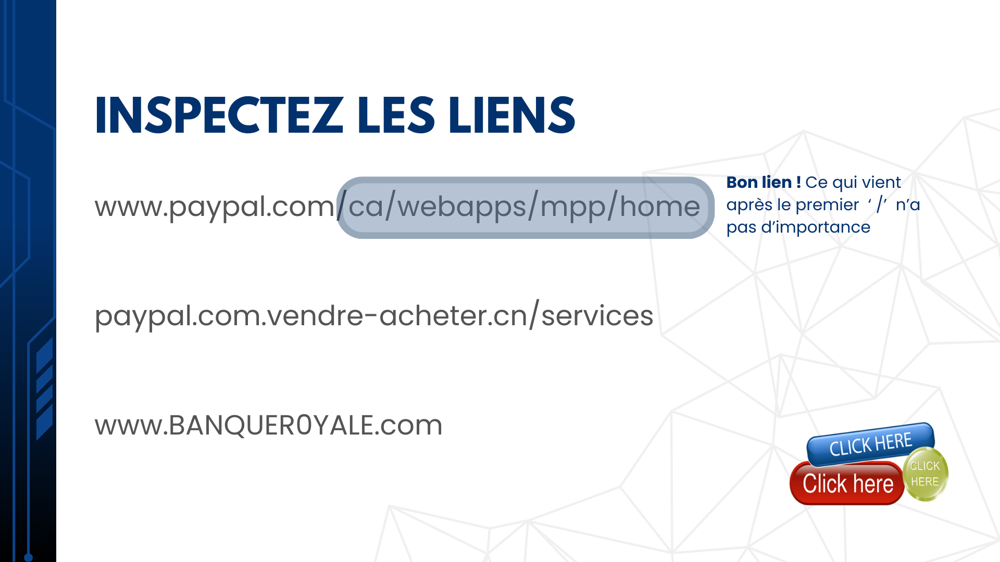 INSPECTEZ LES LIENS
www.paypal.com/ca/webapps/mpp/home
Bon lien ! Ce qui vient
après le premier ‘ /’ n’a
pas d’importance
paypal.com.vendre-acheter.cn/services
www.BANQUER0YALE.com
CLICK HERE
Click here
CLICK
HERE